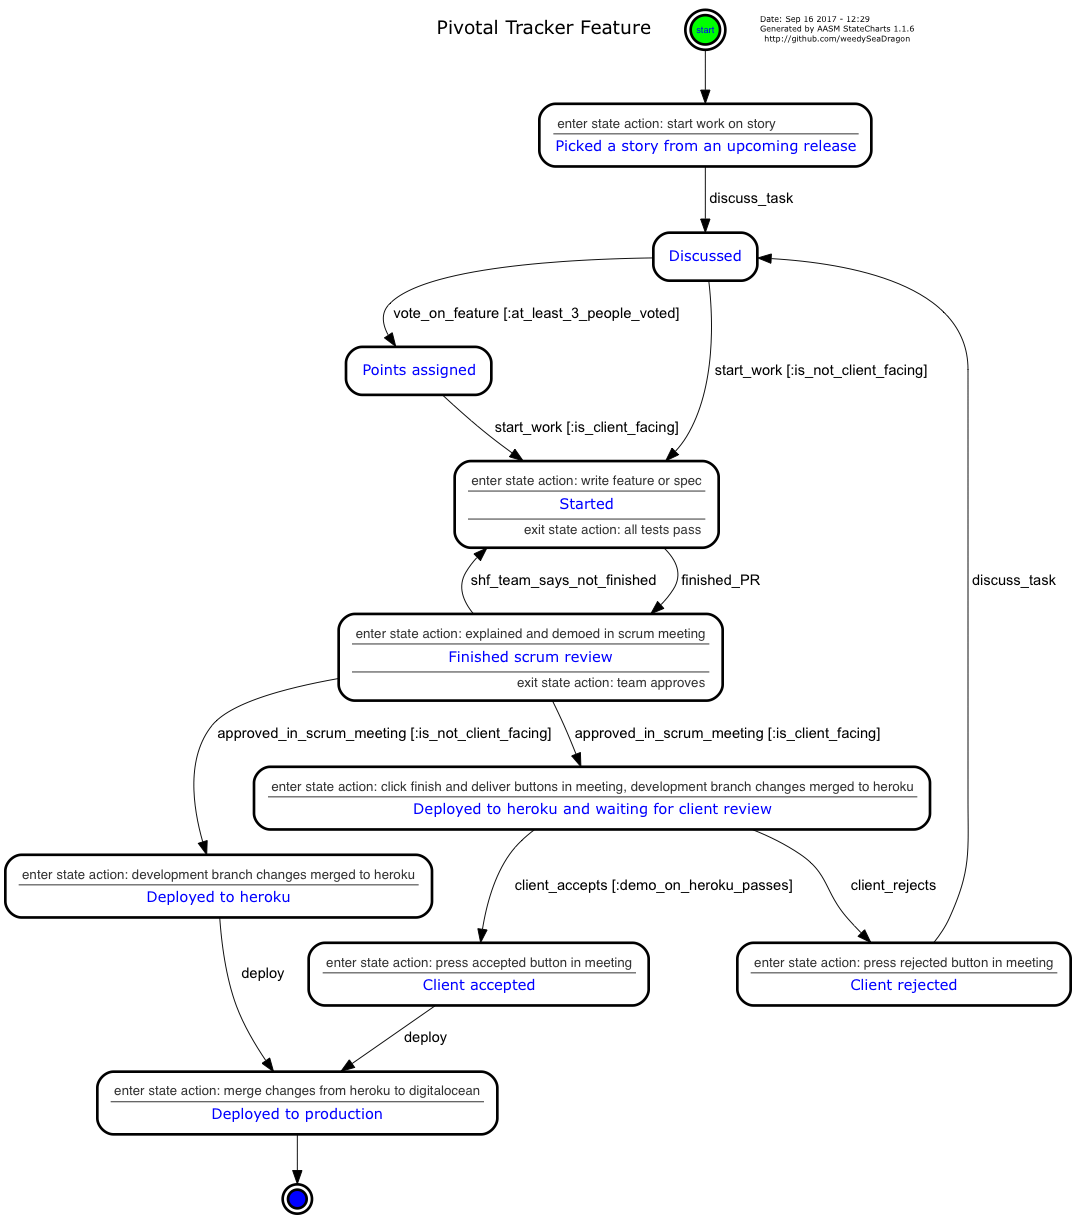 Pivotal Tracker Feature
start
Date: Sep 16 2017 - 12:29
Generated by AASM StateCharts 1.1.6
http://github.com/weedySeaDragon
enter state action: start work on story
Picked a story from an upcoming release
discuss_task
Discussed
vote_on_feature [:at_least_3_people_voted]
Points assigned
start_work [:is_not_client_facing]
start_work [:is_client_facing]
enter state action: write feature or spec
Started
exit state action: all tests pass
shf_team_says_not_finished
finished_PR
discuss_task
enter state action: explained and demoed in scrum meeting
Finished scrum review
exit state action: team approves
approved_in_scrum_meeting [:is_not_client_facing]
approved_in_scrum_meeting [:is_client_facing]
enter state action: click finish and deliver buttons in meeting, development branch changes merged to heroku
Deployed to heroku and waiting for client review
enter state action: development branch changes merged to heroku
Deployed to heroku
client_accepts [:demo_on_heroku_passes]
client_rejects
deploy
enter state action: press accepted button in meeting
Client accepted
enter state action: press rejected button in meeting
Client rejected
deploy
enter state action: merge changes from heroku to digitalocean
Deployed to production